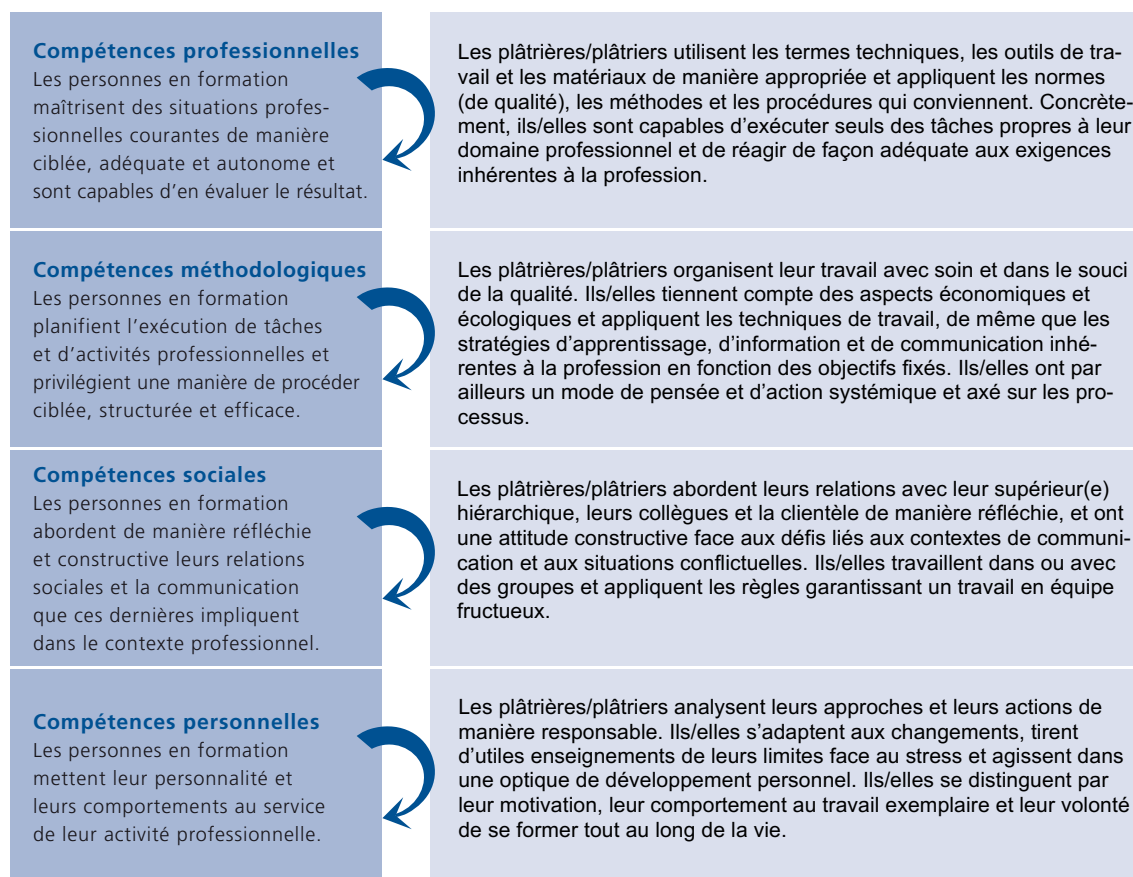 Compétences professionnelles
Les personnes en formation
maîtrisent des situations profes-
sionnelles courantes de manière
ciblée, adéquate et autonome et
sont capables d’en évaluer le résultat.
Les plâtrières/plâtriers utilisent les termes techniques, les outils de tra-
vail et les matériaux de manière appropriée et appliquent les normes
(de qualité), les méthodes et les procédures qui conviennent. Concrète-
ment, ils/elles sont capables d’exécuter seuls des tâches propres à leur
domaine professionnel et de réagir de façon adéquate aux exigences
inhérentes à la profession.
Compétences méthodologiques
Les personnes en formation
planifient l’exécution de tâches
et d’activités professionnelles et
privilégient une manière de procéder
ciblée, structurée et efficace.
Les plâtrières/plâtriers organisent leur travail avec soin et dans le souci
de la qualité. Ils/elles tiennent compte des aspects économiques et
écologiques et appliquent les techniques de travail, de même que les
stratégies d’apprentissage, d’information et de communication inhé-
rentes à la profession en fonction des objectifs fixés. Ils/elles ont par
ailleurs un mode de pensée et d’action systémique et axé sur les pro-
cessus.
Compétences sociales
Les personnes en formation
abordent de manière réfléchie
et constructive leurs relations
sociales et la communication
que ces dernières impliquent
dans le contexte professionnel.
Les plâtrières/plâtriers abordent leurs relations avec leur supérieur(e)
hiérarchique, leurs collègues et la clientèle de manière réfléchie, et ont
une attitude constructive face aux défis liés aux contextes de communi-
cation et aux situations conflictuelles. Ils/elles travaillent dans ou avec
des groupes et appliquent les règles garantissant un travail en équipe
fructueux.
Compétences personnelles
Les personnes en formation
mettent leur personnalité et
leurs comportements au service
de leur activité professionnelle.
Les plâtrières/plâtriers analysent leurs approches et leurs actions de
manière responsable. Ils/elles s’adaptent aux changements, tirent
d’utiles enseignements de leurs limites face au stress et agissent dans
une optique de développement personnel. Ils/elles se distinguent par
leur motivation, leur comportement au travail exemplaire et leur volonté
de se former tout au long de la vie.